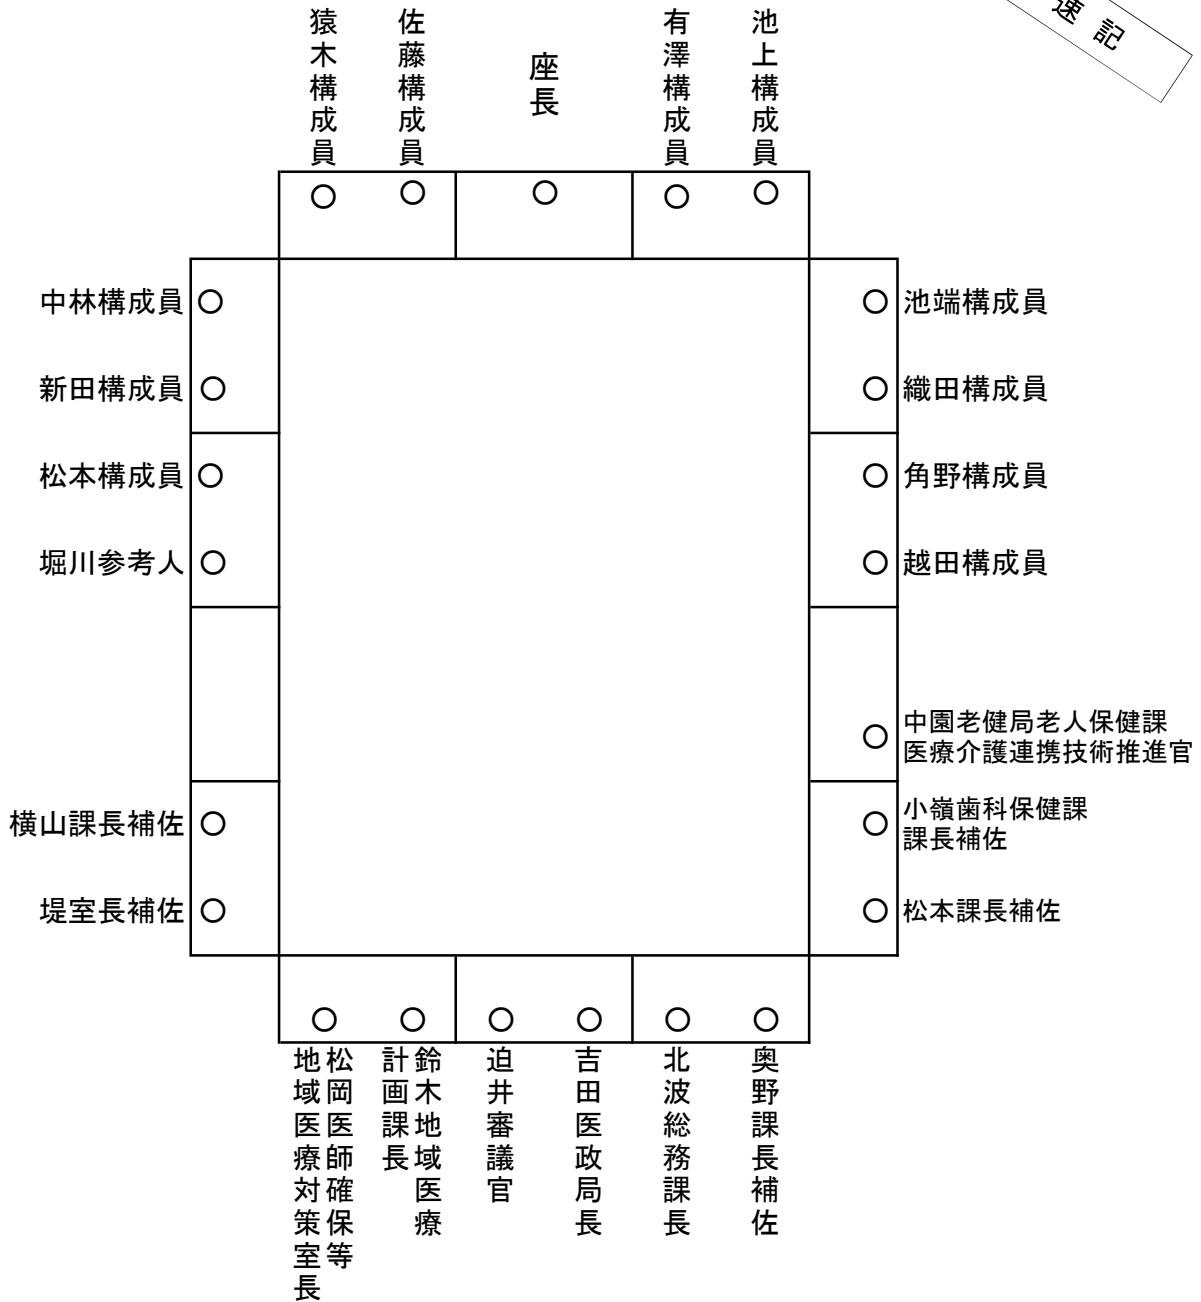 速記
猿木構成員
佐藤構成員
座長
有澤構成員
池上構成員
中林構成員
新田構成員
松本構成員
堀川参考人
横山課長補佐
堤室長補佐
池端構成員
織田構成員
角野構成員
越田構成員
中園老健局老人保健課
医療介護連携技術推進官
小嶺歯科保健課
課長補佐
松本課長補佐
松岡医師確保等
地域医療対策室長
鈴木地域医療
計画課長
迫井審議官
吉田医政局長
北波総務課長
奥野課長補佐